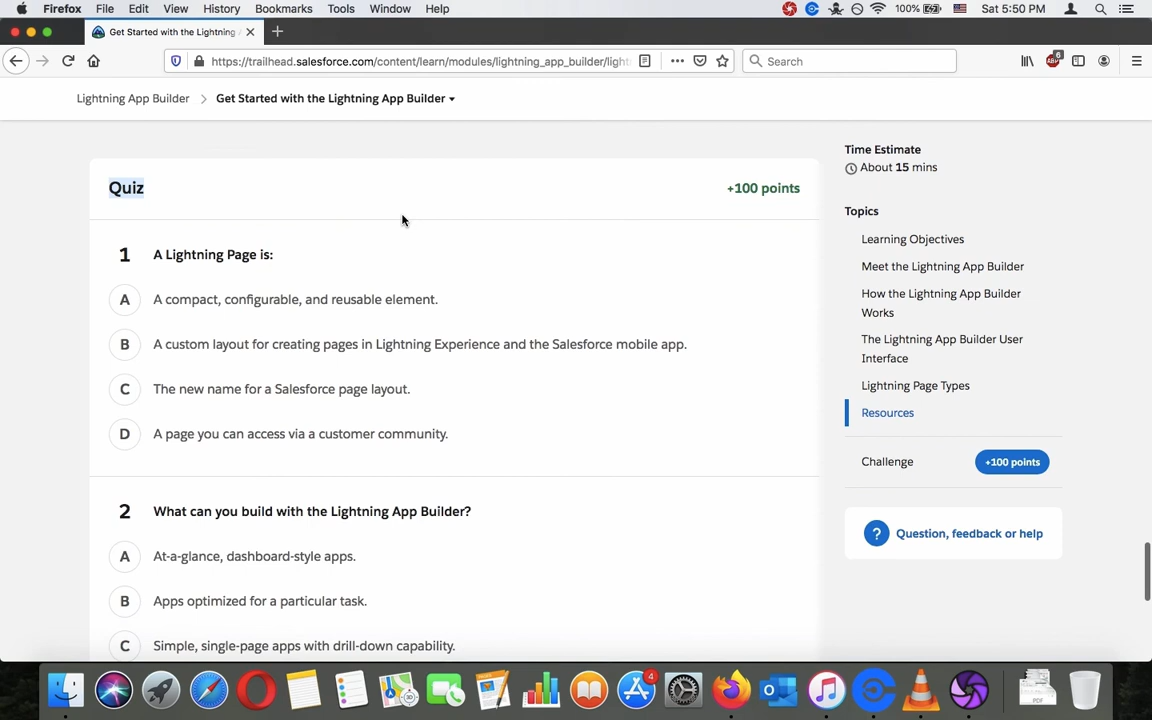 Firefox File Edit View History Bookmarks Tools Window Help 100% Sat 5:50 PM
Get Started with the Lightning
https://trailhead.salesforce.com/content/learn/modules/lightning_app_builder/light Search
Lightning App Builder Get Started with the Lightning App Builder
Quiz
+100 points
1 A Lightning Page is:
A A compact, configurable, and reusable element.
B A custom layout for creating pages in Lightning Experience and the Salesforce mobile app.
C The new name for a Salesforce page layout.
D A page you can access via a customer community.
2 What can you build with the Lightning App Builder?
A At-a-glance, dashboard-style apps.
B Apps optimized for a particular task.
C Simple, single-page apps with drill-down capability.
Time Estimate
About 15 mins
Topics
Learning Objectives
Meet the Lightning App Builder
How the Lightning App Builder
Works
The Lightning App Builder User
Interface
Lightning Page Types
Resources
Challenge +100 points
? Question, feedback or help
4